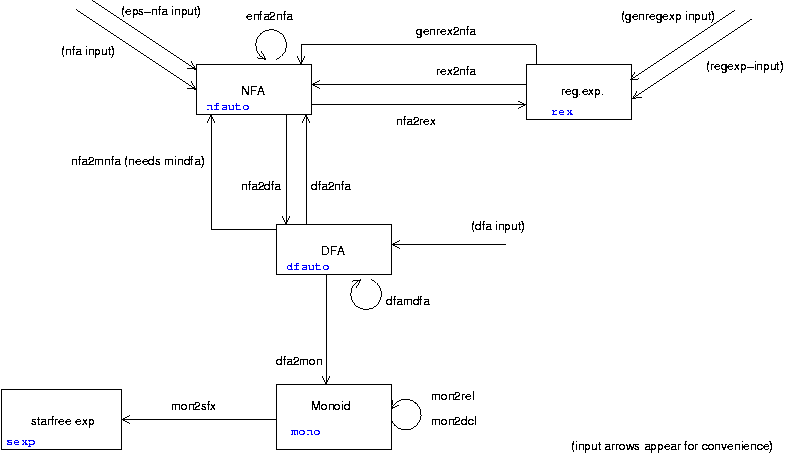 (eps-nfa input)
enfa2nfa
(genregexp input)
(nfa input)
genrex2nfa
(regexp-input)
rex2nfa
NFA
nfauto
reg.exp.
rex
nfa2rex
nfa2mnfa (needs mindfa)
nfa2dfa
dfa2nfa
(dfa input)
DFA
dfauto
dfamdfa
dfa2mon
mon2rel
mon2sfx
Monoid
mono
mon2dcl
starfree exp
sexp
(input arrows appear for convenience)